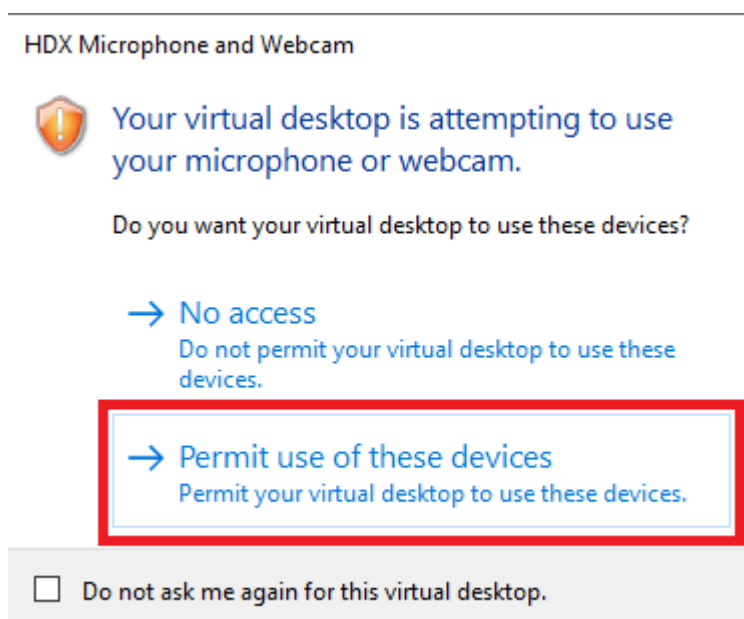 HDX Microphone and Webcam
Your virtual desktop is attempting to use
your microphone or webcam.
Do you want your virtual desktop to use these devices?
No access
Do not permit your virtual desktop to use these
devices.
Permit use of these devices
Permit your virtual desktop to use these devices.
Do not ask me again for this virtual desktop.